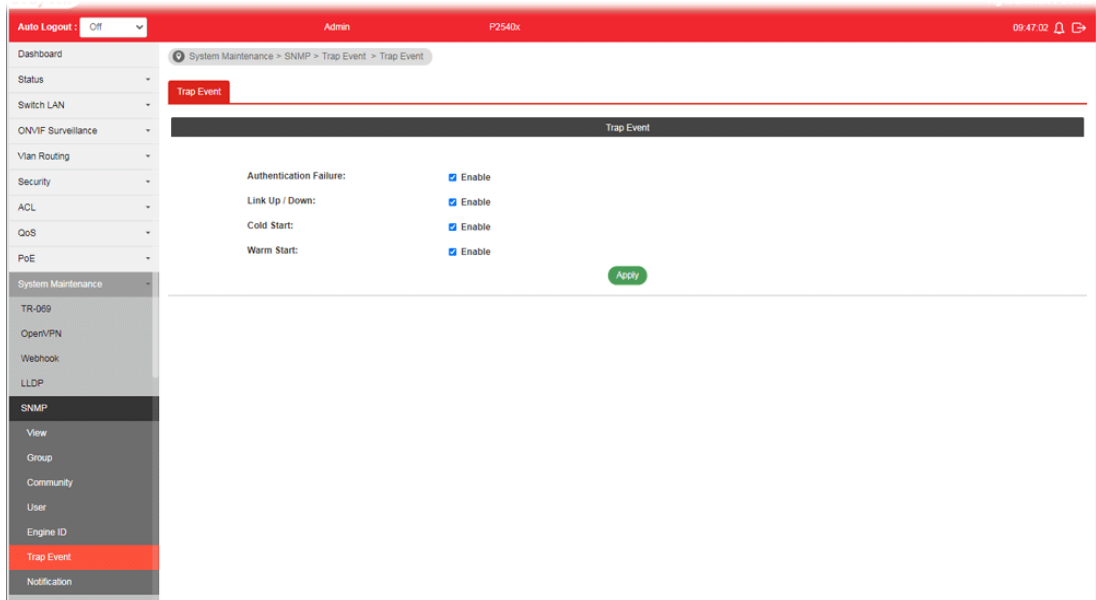 Auto Logout : Off Admin P2540x 09:47:02
Dashboard
Status
Switch LAN
ONVIF Surveillance
Vlan Routing
Security
ACL
QoS
PoE
System Maintenance
TR-069
OpenVPN
Webhook
LLDP
SNMP
View
Group
Community
User
Engine ID
Trap Event
Notification
System Maintenance > SNMP > Trap Event > Trap Event
Trap Event
Trap Event
Authentication Failure: Enable
Link Up / Down: Enable
Cold Start: Enable
Warm Start: Enable
Apply